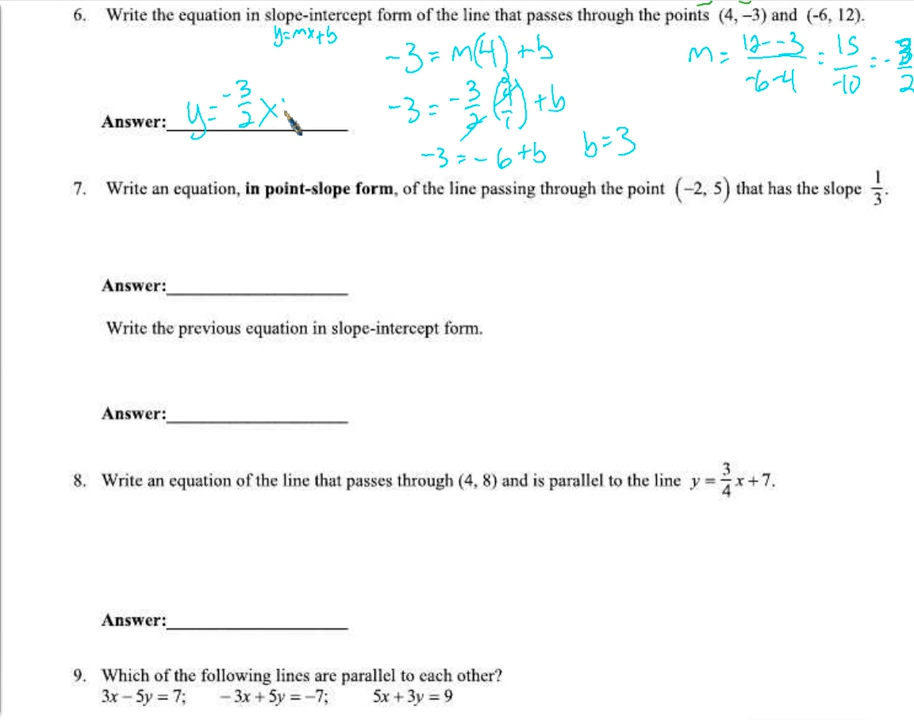 6. Write the equation in slope-intercept form of the line that passes through the points (4, –3) and (-6, 12).
y=mx+b
-3 = m(4) + b
m = 12--3/-6-4 = 15/-10 = -3/2
Answer: y = -3/2 x
-3 = -3/2 (4/1) + b
-3 = -6 + b b=3
7. Write an equation, in point-slope form, of the line passing through the point (–2, 5) that has the slope 1/3.
Answer:
Write the previous equation in slope-intercept form.
Answer:
8. Write an equation of the line that passes through (4, 8) and is parallel to the line y = 3/4 x + 7.
Answer:
9. Which of the following lines are parallel to each other?
3x – 5y = 7; – 3x + 5y = –7; 5x + 3y = 9